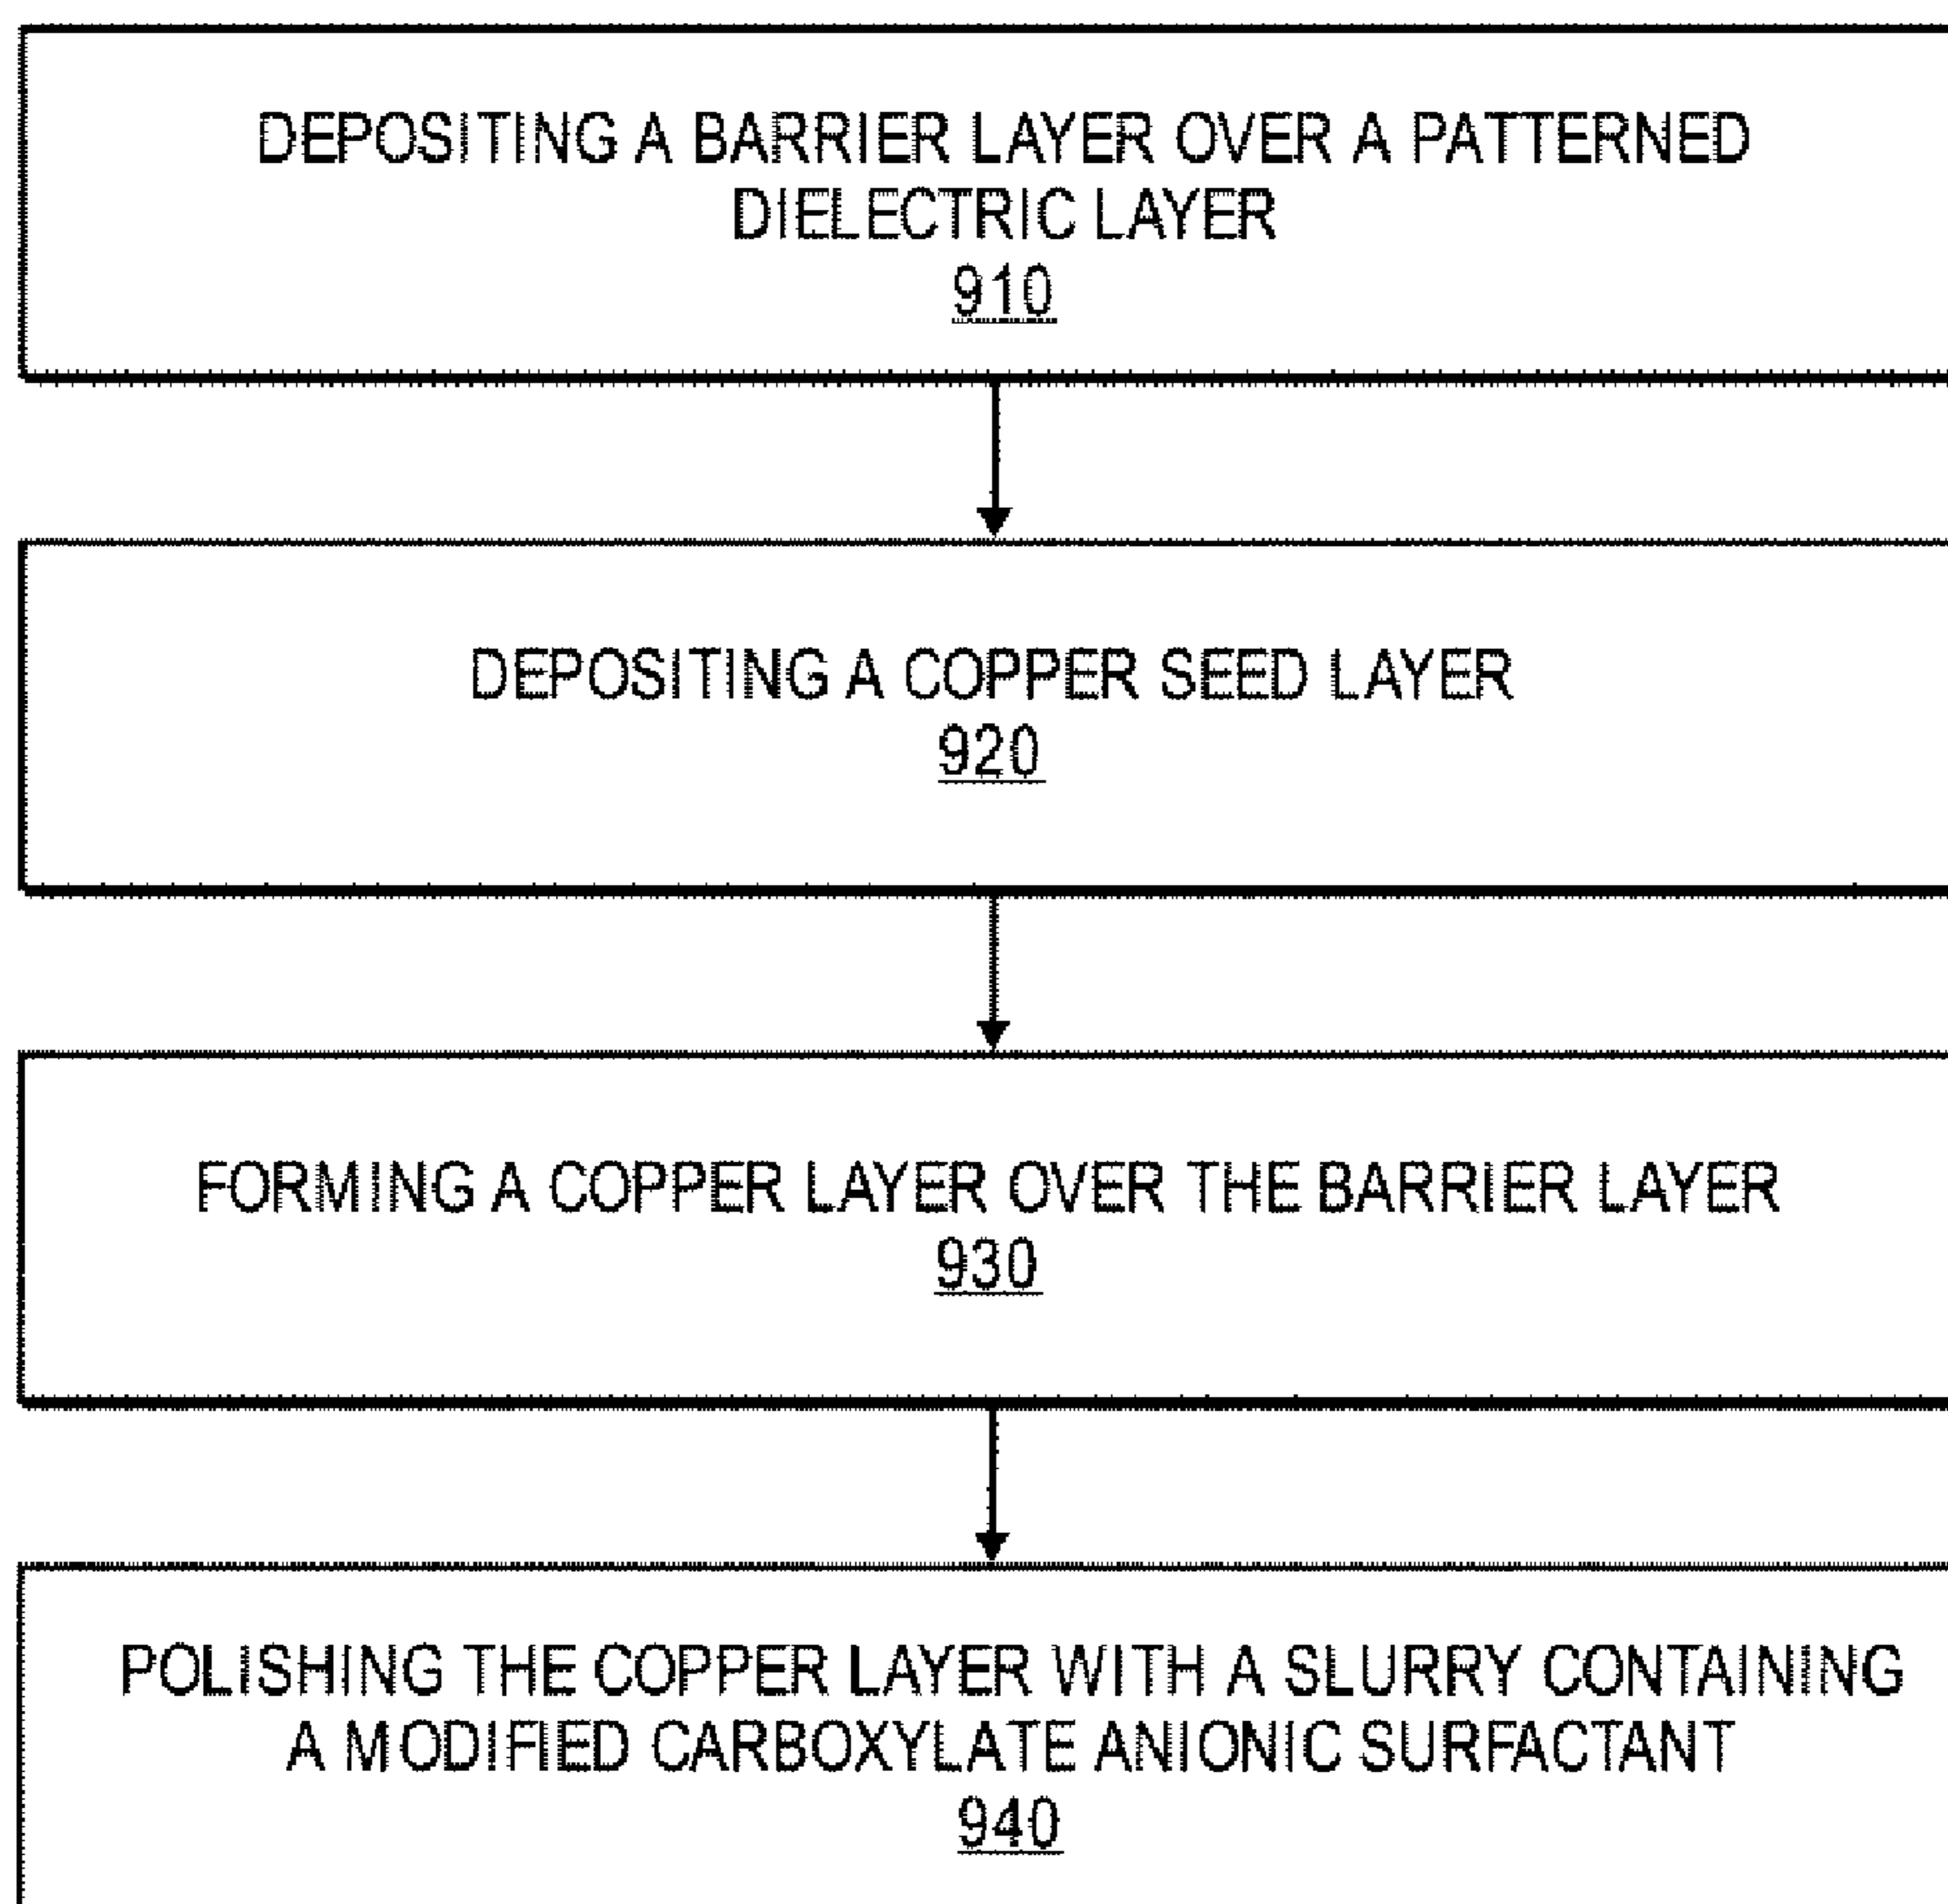 DEPOSITING A BARRIER LAYER OVER A PATTERNED
DIELECTRIC LAYER
910
DEPOSITING A COPPER SEED LAYER
920
FORMING A COPPER LAYER OVER THE BARRIER LAYER
930
POLISHING THE COPPER LAYER WITH A SLURRY CONTAINING
A MODIFIED CARBOXYLATE ANIONIC SURFACTANT
940